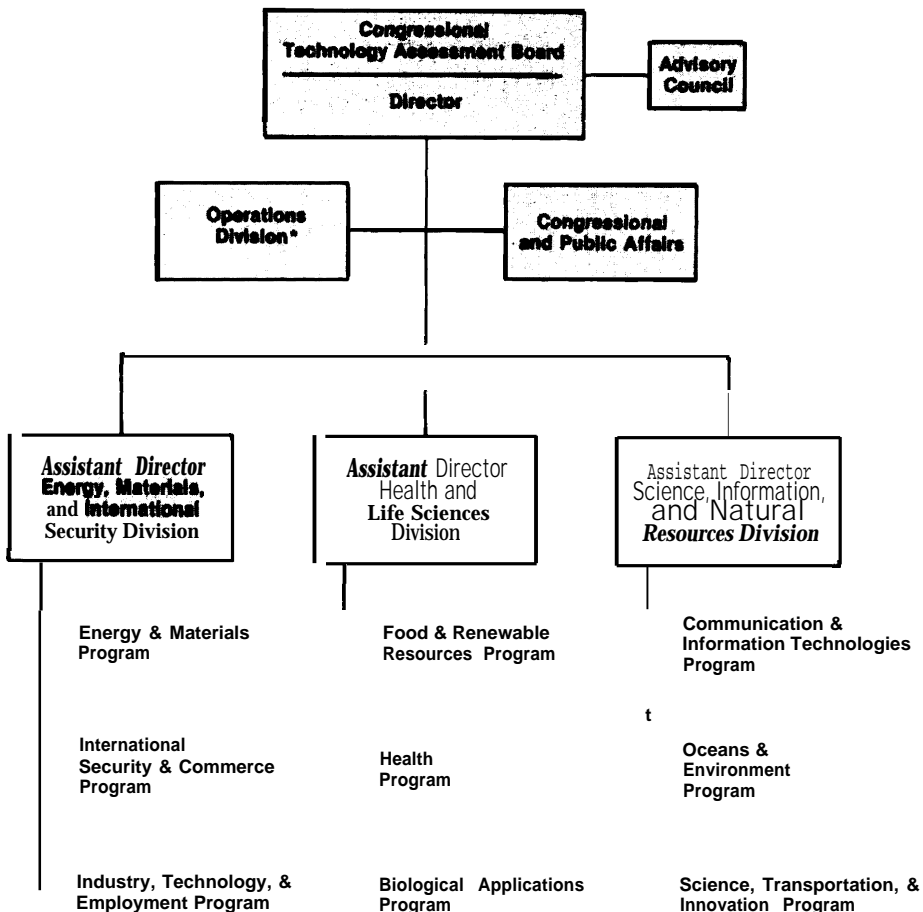 Congressional
Technology Assessment Board
Director
Advisory
Council
Operations
Division*
Congressional
and Public Affairs
Assistant Director
Energy, Materials,
and International
Security Division
Assistant Director
Health and
Life Sciences
Division
Assistant Director
Science, Information,
and Natural
Resources Division
Energy & Materials
Program
Food & Renewable
Resources Program
Communication &
Information Technologies
Program
t
International
Security & Commerce
Program
Health
Program
Oceans &
Environment
Program
Industry, Technology, &
Employment Program
Biological Applications
Program
Science, Transportation, &
Innovation Program